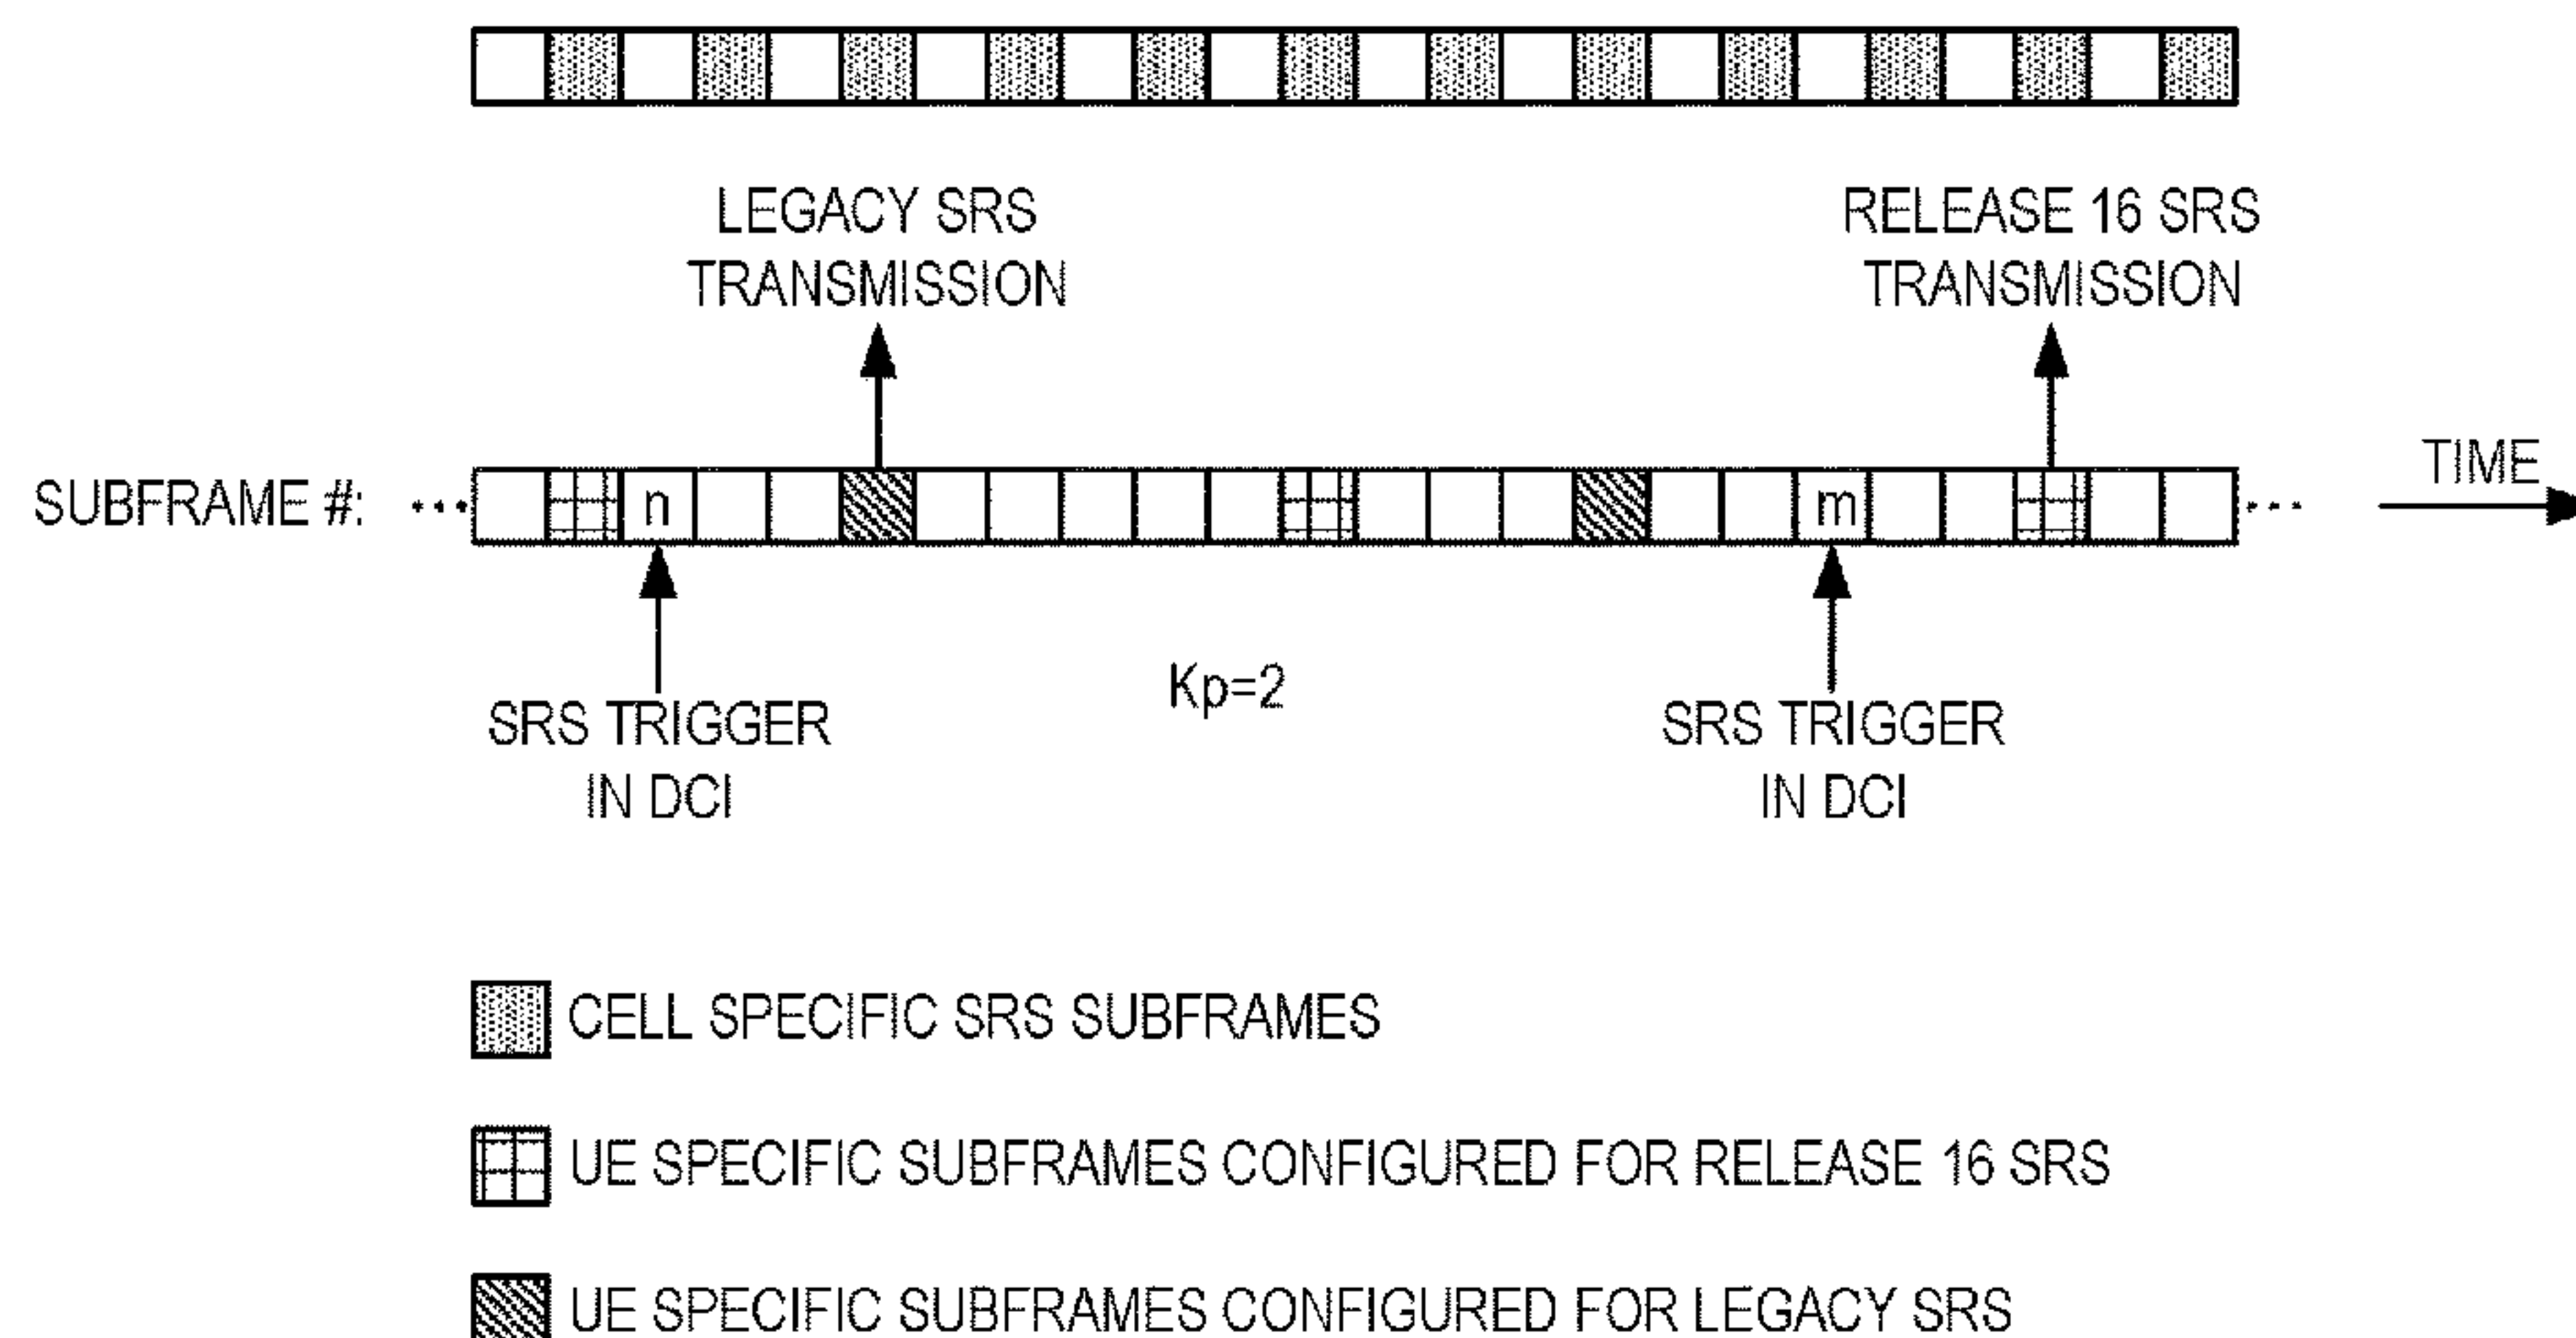 LEGACY SRS
TRANSMISSION
RELEASE 16 SRS
TRANSMISSION
SUBFRAME #: ... n m ... TIME
SRS TRIGGER
IN DCI
Kp=2
SRS TRIGGER
IN DCI
CELL SPECIFIC SRS SUBFRAMES
UE SPECIFIC SUBFRAMES CONFIGURED FOR RELEASE 16 SRS
UE SPECIFIC SUBFRAMES CONFIGURED FOR LEGACY SRS